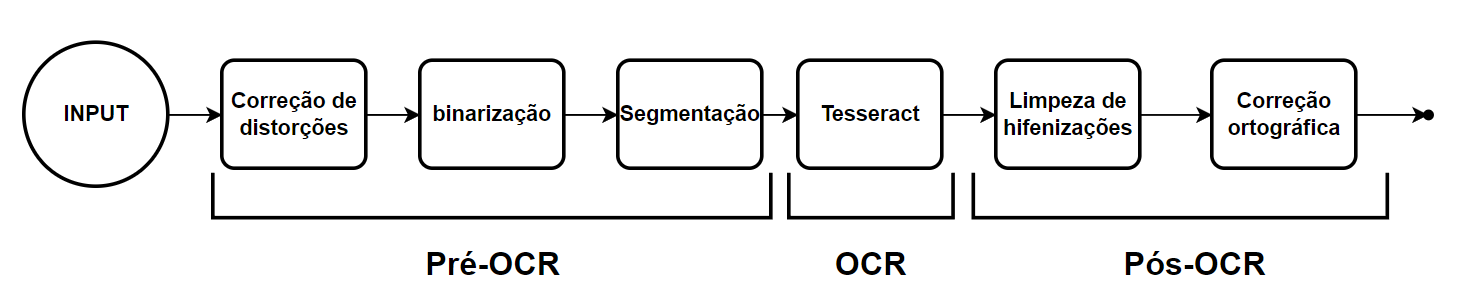 INPUT
Correção de
distorções
binarização
Segmentação
Tesseract
Limpeza de
hifenizações
Correção
ortográfica
Pré-OCR
OCR
Pós-OCR